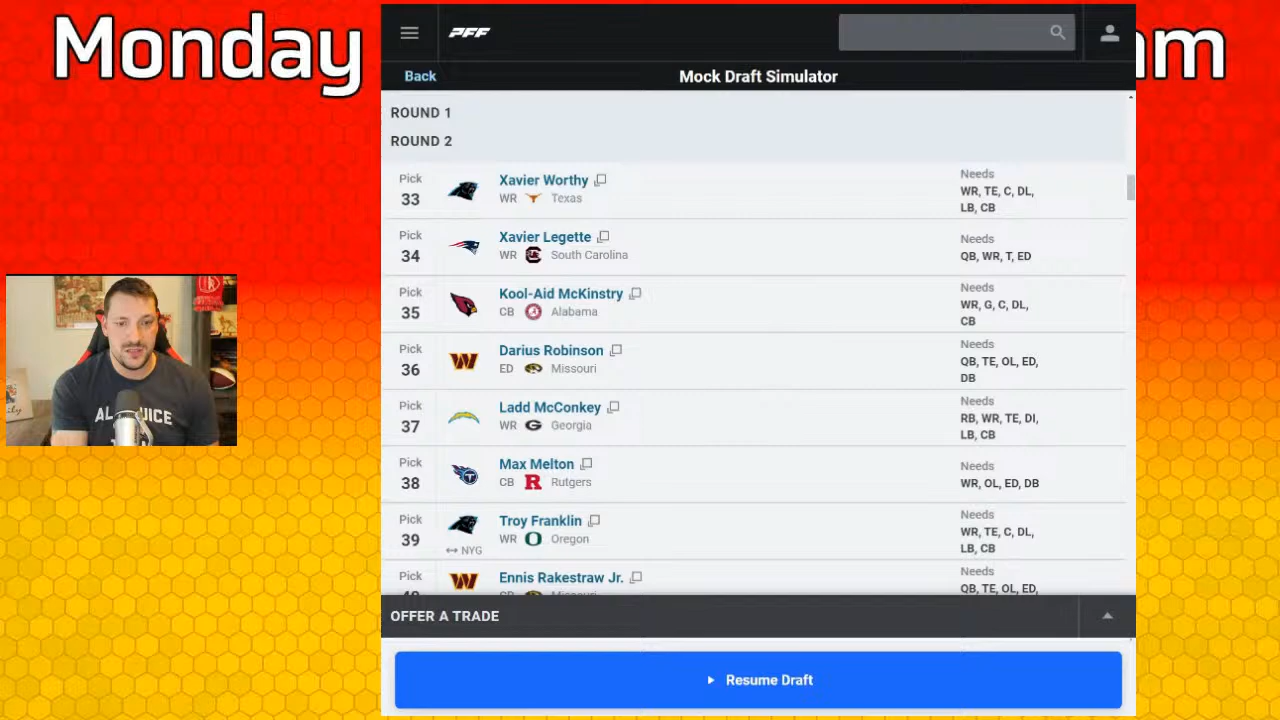 Monday
am
PFF
Back
Mock Draft Simulator
ROUND 1
ROUND 2
Pick
33
Xavier Worthy
WR Texas
Needs
WR, TE, C, DL,
LB, CB
Pick
34
Xavier Legette
WR South Carolina
Needs
QB, WR, T, ED
Pick
35
Kool-Aid McKinstry
CB Alabama
Needs
WR, G, C, DL,
CB
Pick
36
Darius Robinson
ED Missouri
Needs
QB, TE, OL, ED,
DB
Pick
37
Ladd McConkey
WR Georgia
Needs
RB, WR, TE, DI,
LB, CB
Pick
38
Max Melton
CB R Rutgers
Needs
WR, OL, ED, DB
Pick
39
NYG
Troy Franklin
WR Oregon
Needs
WR, TE, C, DL,
LB, CB
Pick
Ennis Rakestraw Jr.
Needs
QB, TE, OL, ED,
OFFER A TRADE
Resume Draft